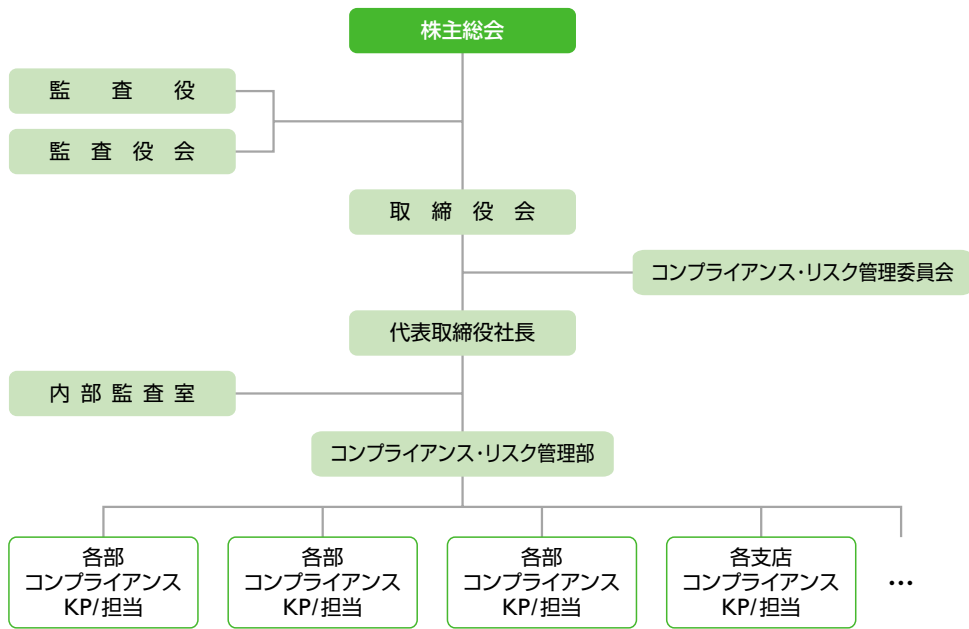 株主総会
監査役
監査役会
取締役会
コンプライアンス・リスク管理委員会
代表取締役社長
内部監査室
コンプライアンス・リスク管理部
各部
コンプライアンス
KP/担当
各部
コンプライアンス
KP/担当
各部
コンプライアンス
KP/担当
各支店
コンプライアンス
KP/担当
…